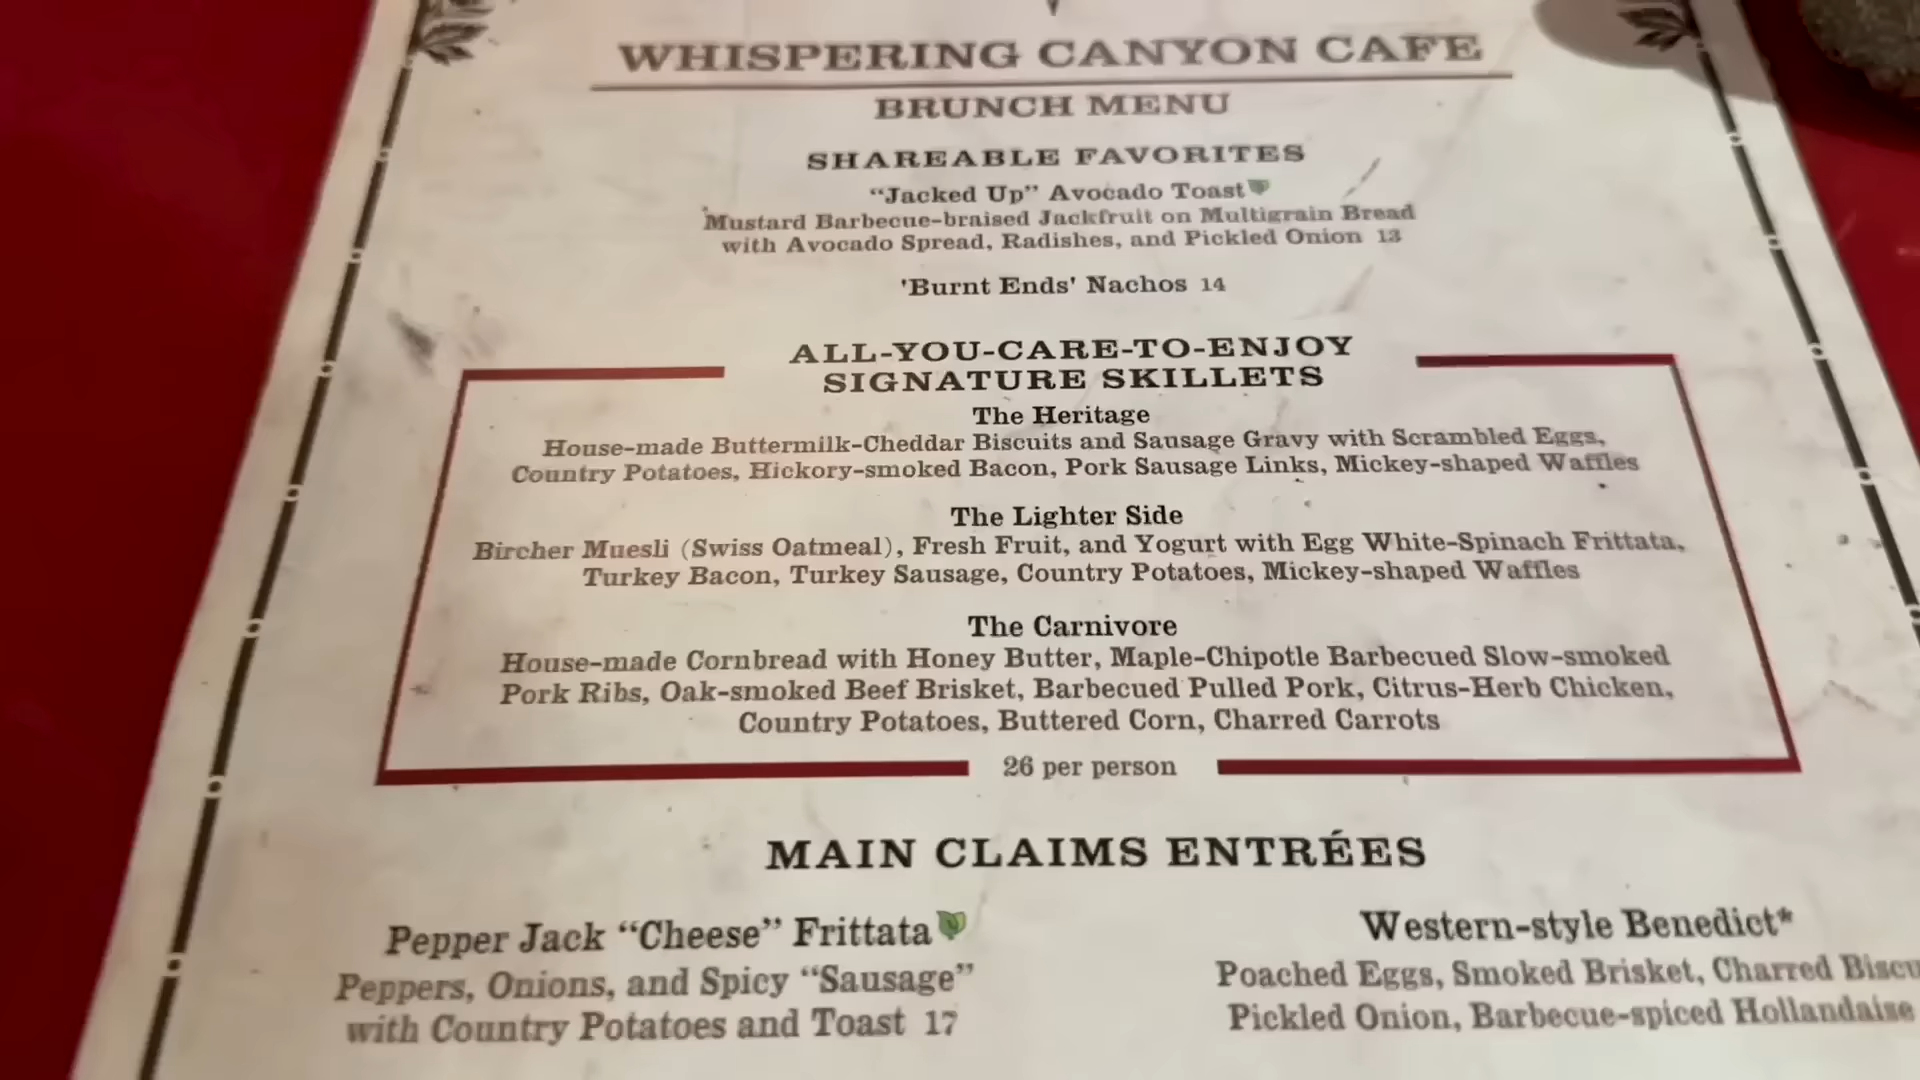 WHISPERING CANYON CAFE
BRUNCH MENU
SHAREABLE FAVORITES
“Jacked Up” Avocado Toast
Mustard Barbecue-braised Jackfruit on Multigrain Bread
with Avocado Spread, Radishes, and Pickled Onion 13
'Burnt Ends' Nachos 14
ALL-YOU-CARE-TO-ENJOY
SIGNATURE SKILLETS
The Heritage
House-made Buttermilk-Cheddar Biscuits and Sausage Gravy with Scrambled Eggs,
Country Potatoes, Hickory-smoked Bacon, Pork Sausage Links, Mickey-shaped Waffles
The Lighter Side
Bircher Muesli (Swiss Oatmeal), Fresh Fruit, and Yogurt with Egg White-Spinach Frittata,
Turkey Bacon, Turkey Sausage, Country Potatoes, Mickey-shaped Waffles
The Carnivore
House-made Cornbread with Honey Butter, Maple-Chipotle Barbecued Slow-smoked
Pork Ribs, Oak-smoked Beef Brisket, Barbecued Pulled Pork, Citrus-Herb Chicken,
Country Potatoes, Buttered Corn, Charred Carrots
26 per person
MAIN CLAIMS ENTRÉES
Pepper Jack “Cheese” Frittata
Peppers, Onions, and Spicy “Sausage”
with Country Potatoes and Toast 17
Western-style Benedict*
Poached Eggs, Smoked Brisket, Charred
Pickled Onion, Barbecue-spiced Hollandaise